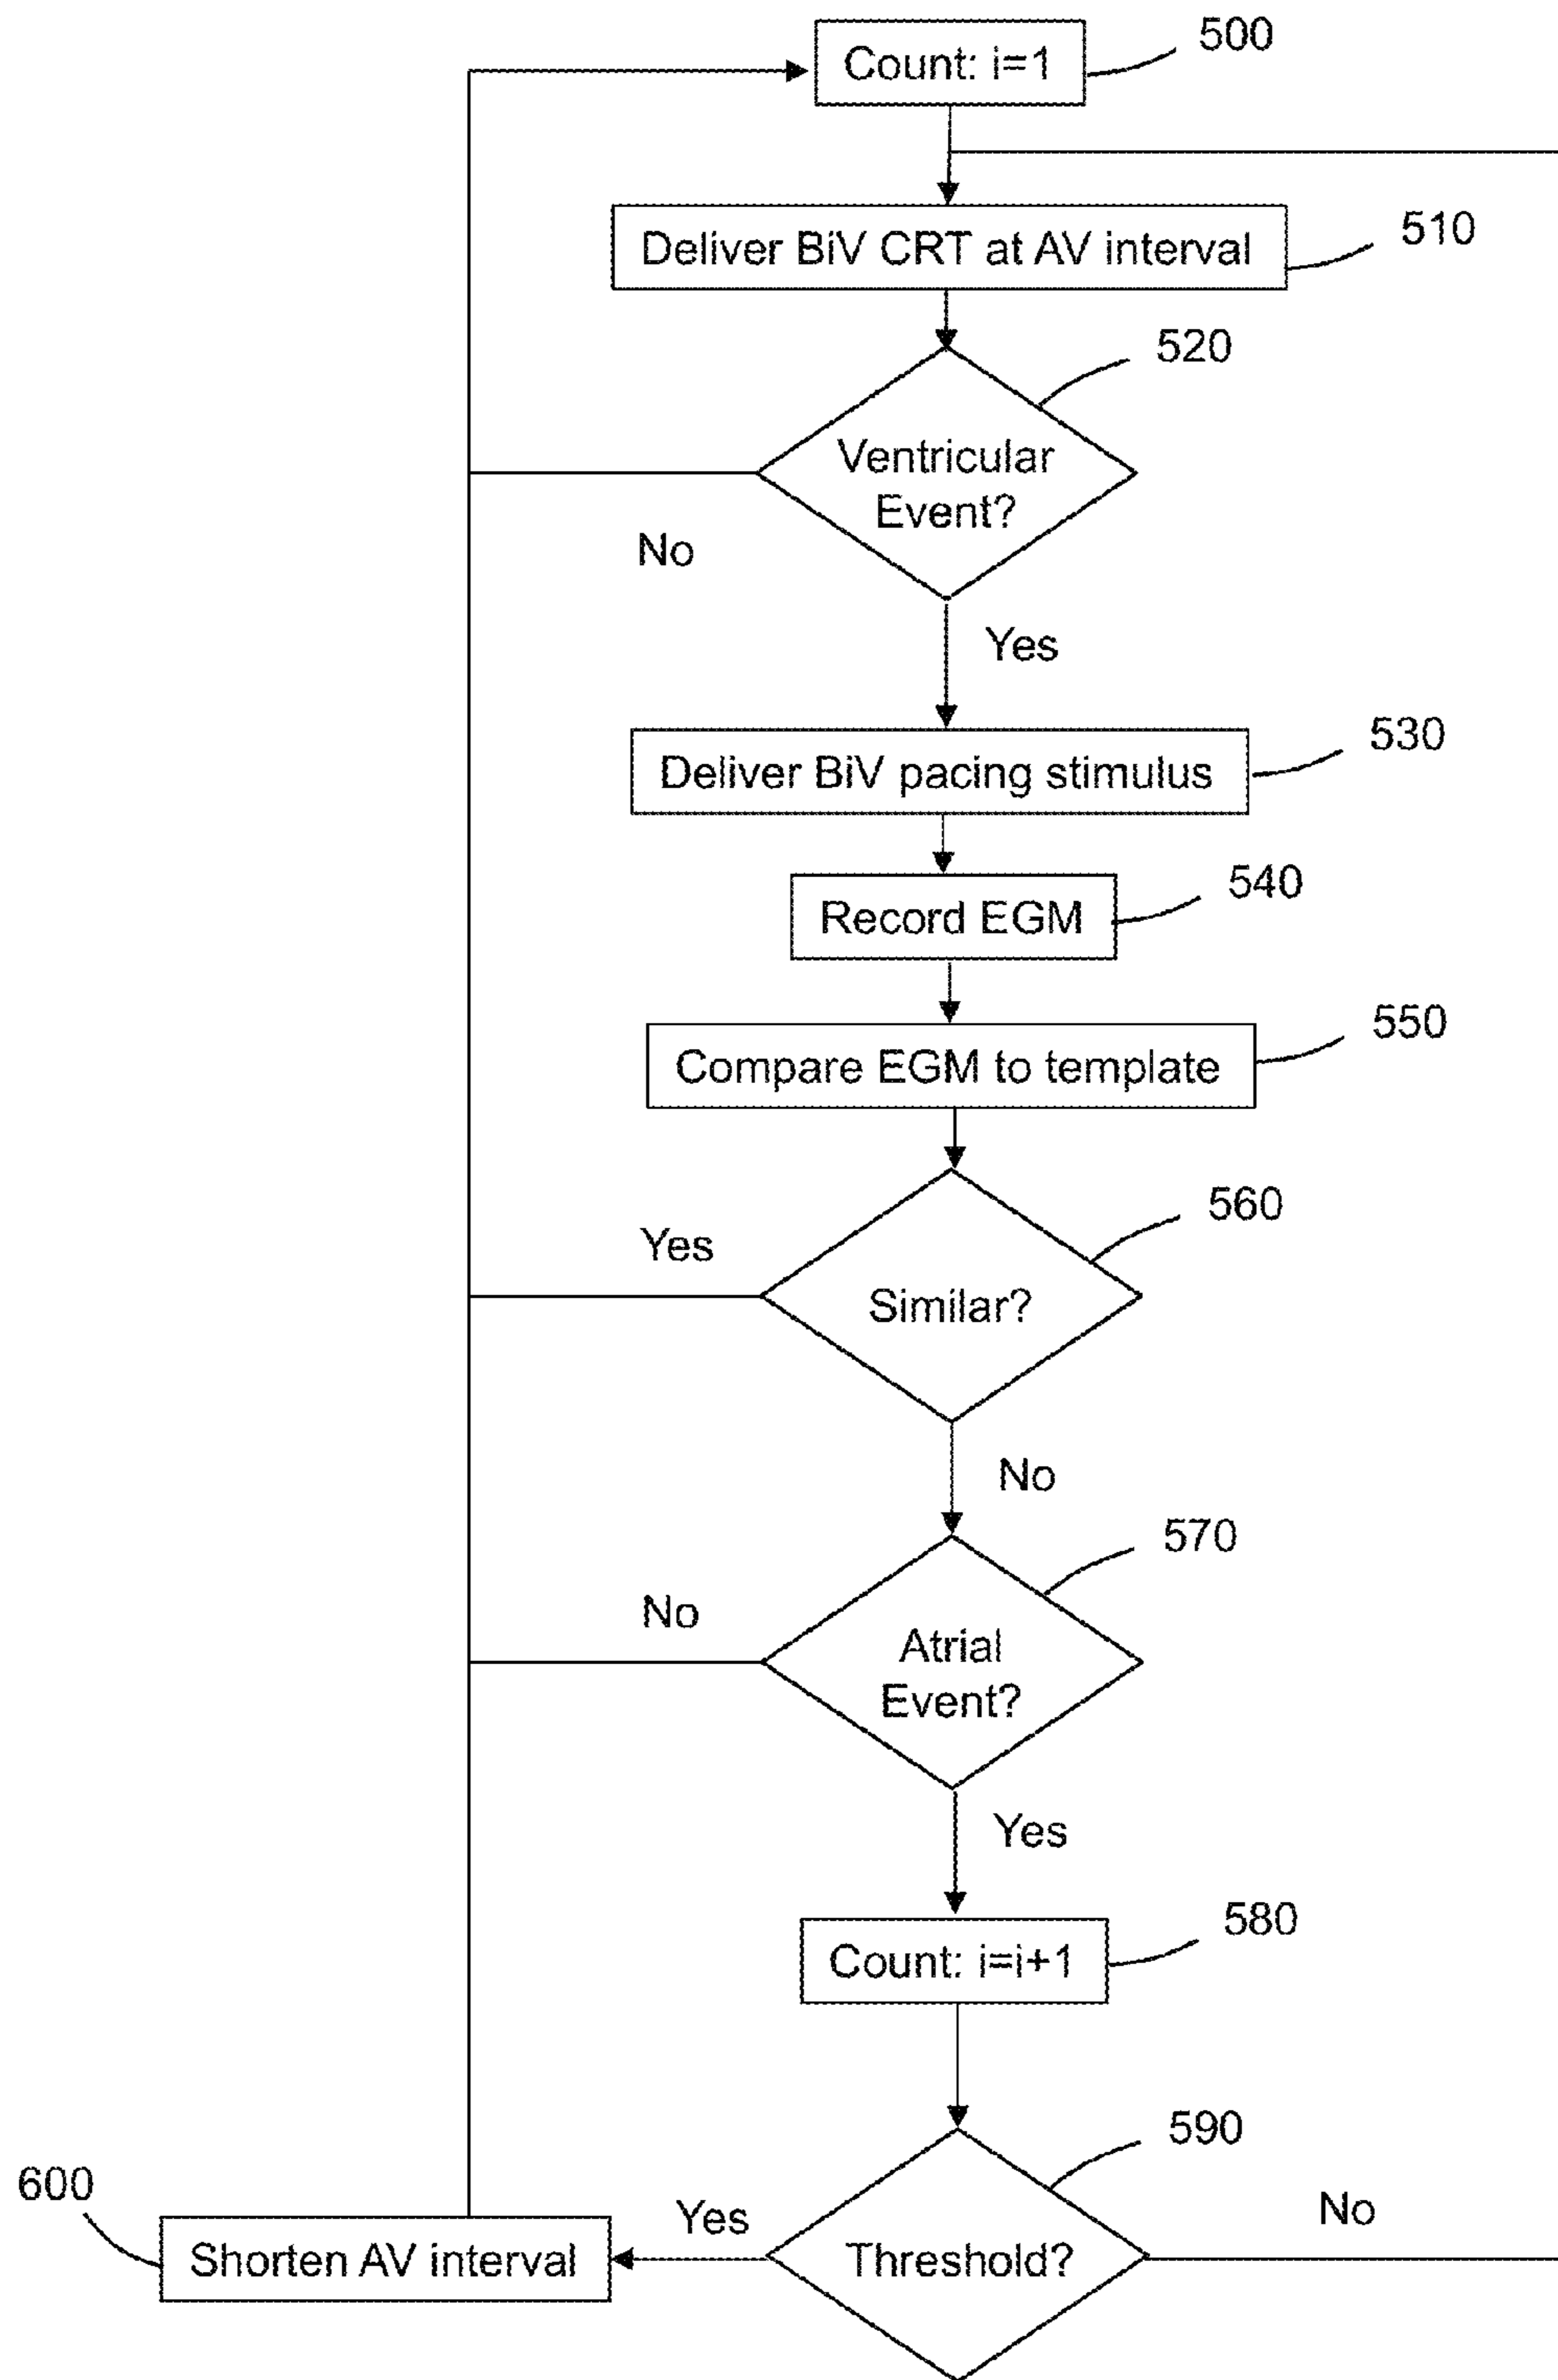 Count: i=1
500
Deliver BiV CRT at AV interval
510
520
Ventricular
Event?
No
Yes
Deliver BiV pacing stimulus
530
Record EGM
540
Compare EGM to template
550
560
Yes
Similar?
No
570
No
Atrial
Event?
Yes
Count: i=i+1
580
590
600
Shorten AV interval
Yes
Threshold?
No